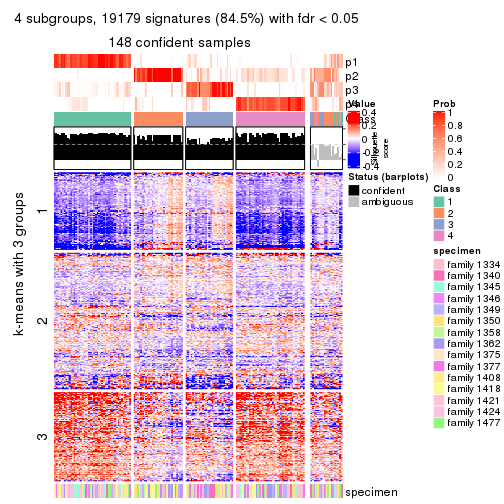 4 subgroups, 19179 signatures (84.5%) with fdr < 0.05
148 confident samples
p1
p2
p3
p4
Class
Silhouette
score
k-means with 3 groups
1
2
3
specimen
Value
0.4
0.2
0
-0.2
-0.4
Status (barplots)
confident
ambiguous
Prob
1
0.8
0.6
0.4
0.2
0
Class
1
2
3
4
specimen
family 1334
family 1340
family 1345
family 1346
family 1349
family 1350
family 1358
family 1362
family 1375
family 1377
family 1408
family 1418
family 1421
family 1424
family 1477